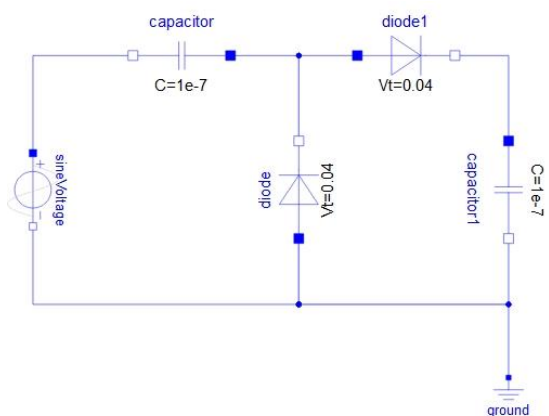 capacitor
diode1
C=1e-7
Vt=0.04
+
sineVoltage
−
diode
Vt=0.04
capacitor1
C=1e-7
ground